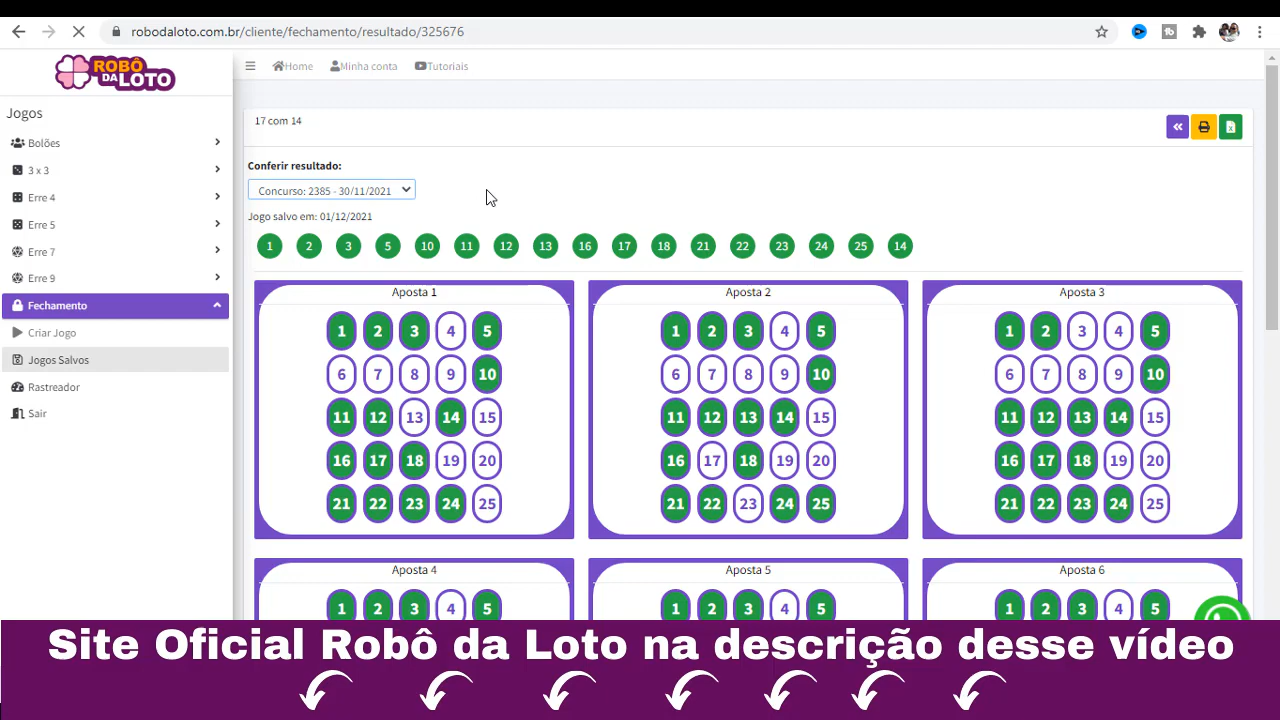 robodaloto.com.br/cliente/fechamento/resultado/325676
ROBÔ
DA LOTO
Home Minha conta Tutoriais
Jogos
Bolões
3 x 3
Erre 4
Erre 5
Erre 7
Erre 9
Fechamento
Criar Jogo
Jogos Salvos
Rastreador
Sair
17 com 14
Conferir resultado:
Concurso: 2385 - 30/11/2021
Jogo salvo em: 01/12/2021
1 2 3 5 10 11 12 13 16 17 18 21 22 23 24 25 14
Aposta 1
1 2 3 4 5
6 7 8 9 10
11 12 13 14 15
16 17 18 19 20
21 22 23 24 25
Aposta 2
1 2 3 4 5
6 7 8 9 10
11 12 13 14 15
16 17 18 19 20
21 22 23 24 25
Aposta 3
1 2 3 4 5
6 7 8 9 10
11 12 13 14 15
16 17 18 19 20
21 22 23 24 25
Aposta 4
1 2 3 4 5
Aposta 5
1 2 3 4 5
Aposta 6
1 2 3 4 5
Site Oficial Robô da Loto na descrição desse vídeo